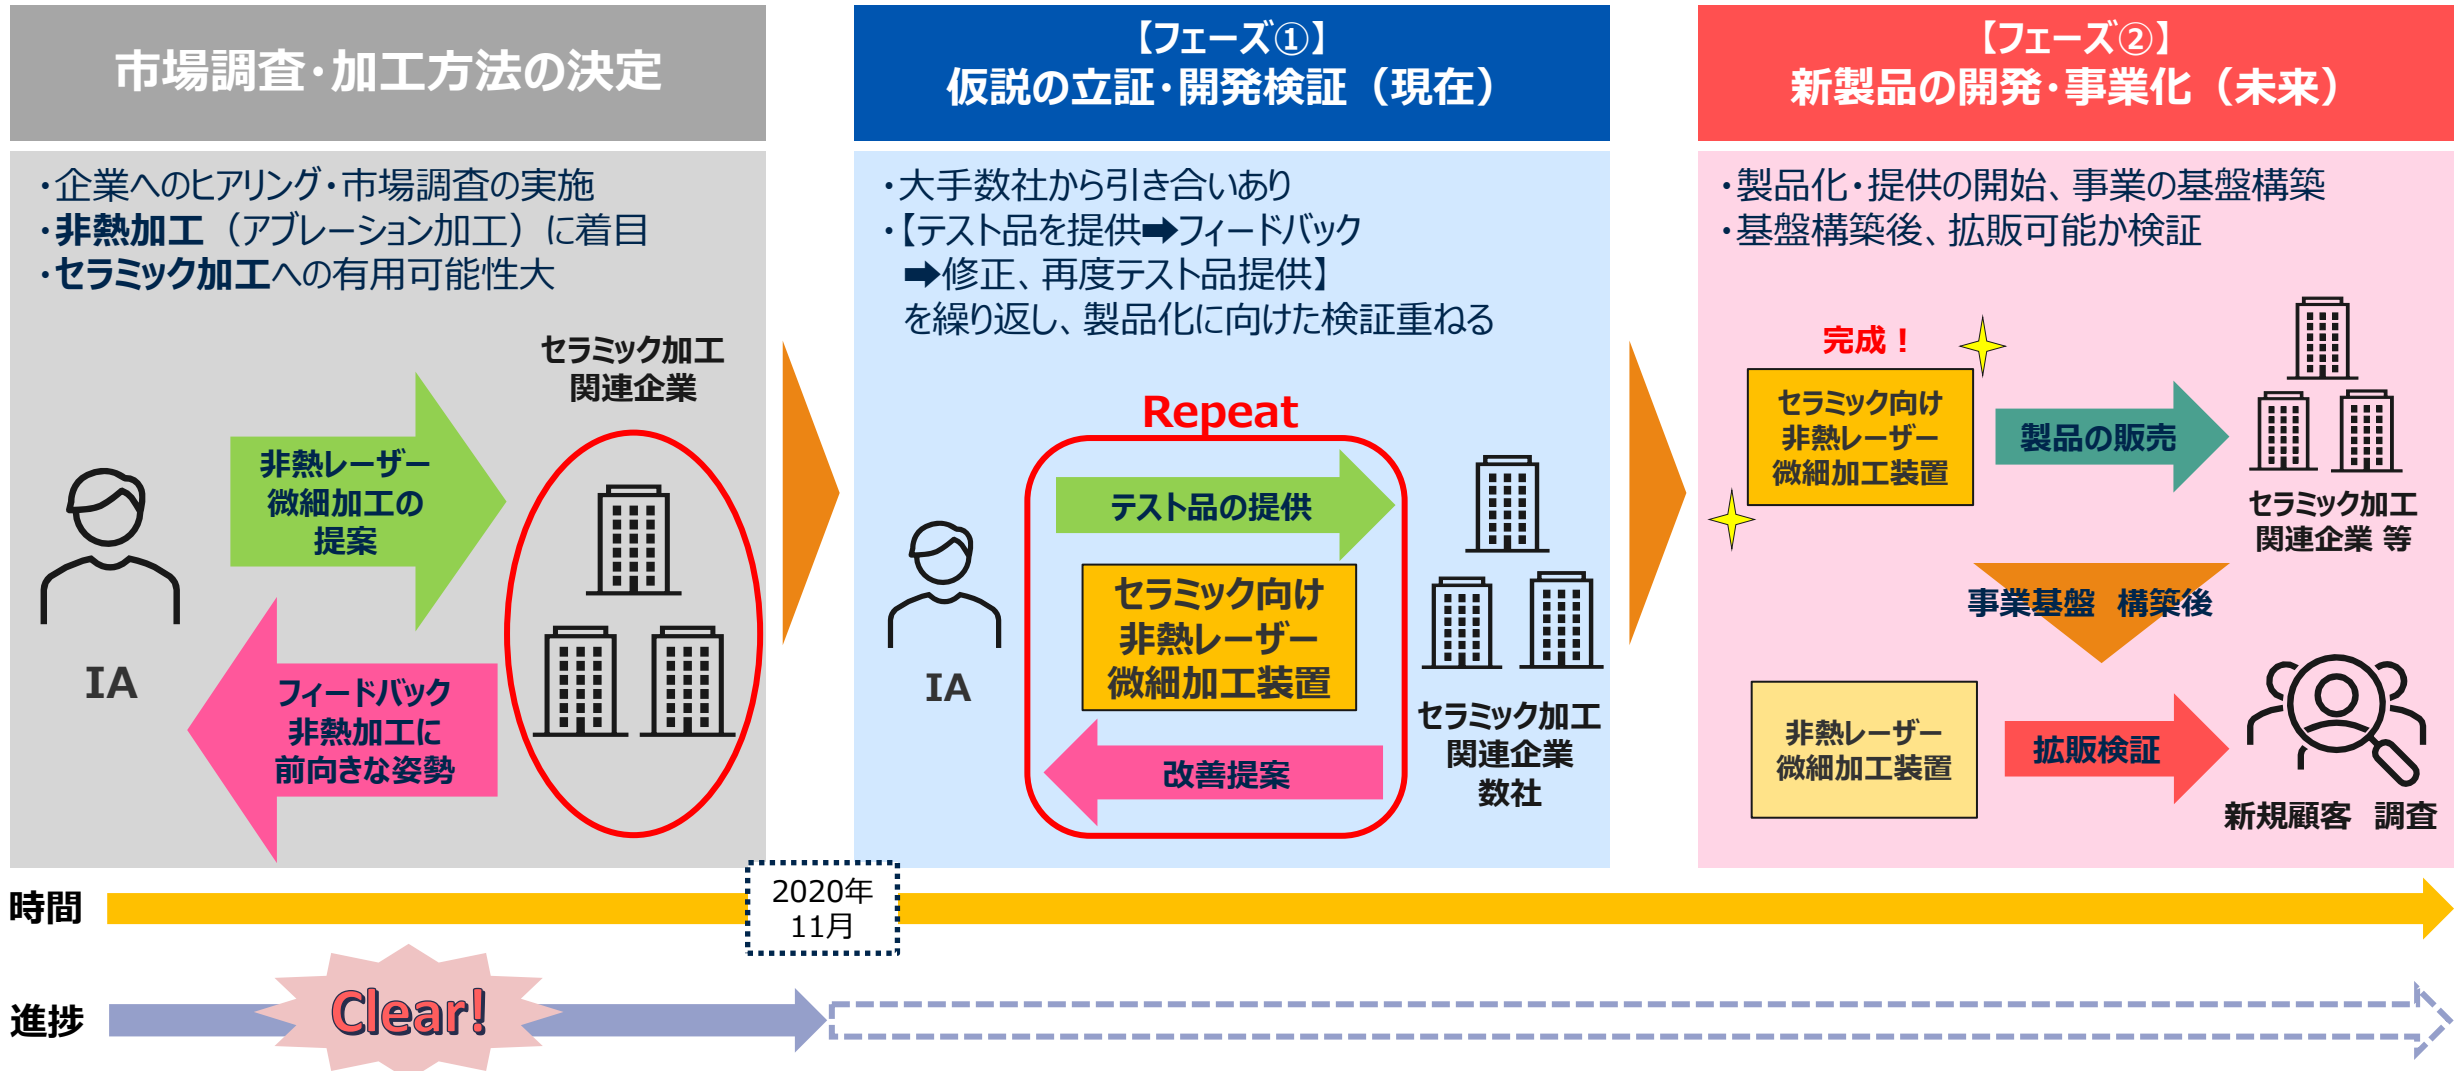 市場調査・加工方法の決定
・企業へのヒアリング・市場調査の実施
・非熱加工（アブレーション加工）に着目
・セラミック加工への有用可能性大
セラミック加工
関連企業
非熱レーザー
微細加工の
提案
IA
フィードバック
非熱加工に
前向きな姿勢
【フェーズ①】
仮説の立証・開発検証（現在）
・大手数社から引き合いあり
・【テスト品を提供➡フィードバック
➡修正、再度テスト品提供】
を繰り返し、製品化に向けた検証重ねる
Repeat
テスト品の提供
セラミック向け
非熱レーザー
微細加工装置
改善提案
IA
セラミック加工
関連企業
数社
【フェーズ②】
新製品の開発・事業化（未来）
・製品化・提供の開始、事業の基盤構築
・基盤構築後、拡販可能か検証
完成！
セラミック向け
非熱レーザー
微細加工装置
製品の販売
セラミック加工
関連企業 等
事業基盤　構築後
非熱レーザー
微細加工装置
拡販検証
新規顧客　調査
時間
2020年
11月
進捗
Clear!